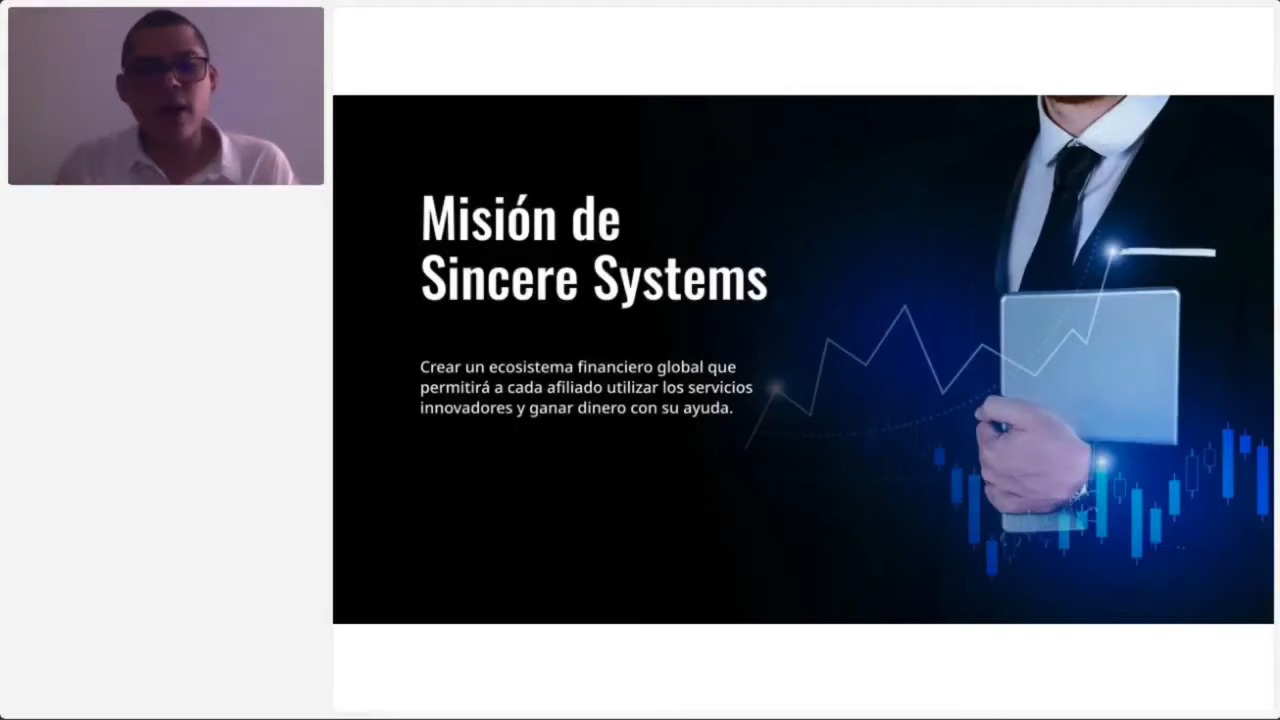 Misión de
Sincere Systems
Crear un ecosistema financiero global que
permitirá a cada afiliado utilizar los servicios
innovadores y ganar dinero con su ayuda.